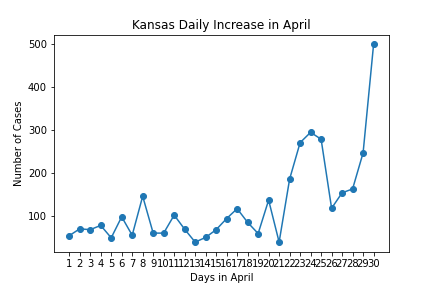 Kansas Daily Increase in April
500
400
300
200
100
Number of Cases
1 2 3 4 5 6 7 8 9 10 11 12 13 14 15 16 17 18 19 20 21 22 23 24 25 26 27 28 29 30
Days in April